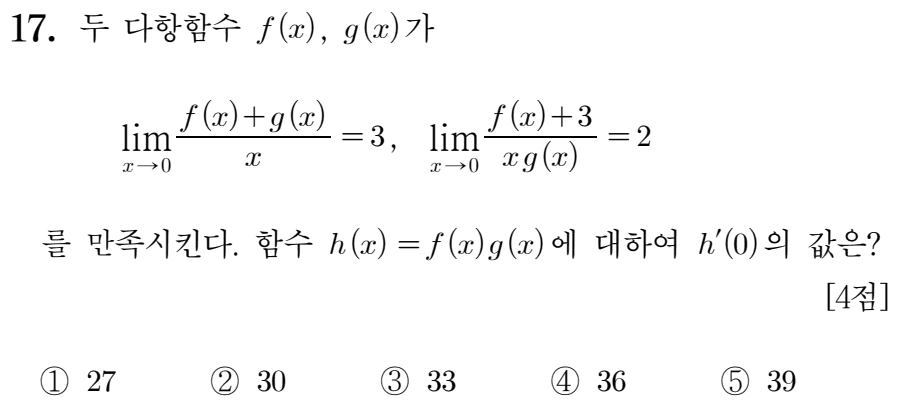 17. 두 다항함수 f(x), g(x)가
lim_{x→0} \frac{f(x)+g(x)}{x} = 3, lim_{x→0} \frac{f(x)+3}{xg(x)} = 2
를 만족시킨다. 함수 h(x)=f(x)g(x)에 대하여 h′(0)의 값은?
[4점]
① 27 ② 30 ③ 33 ④ 36 ⑤ 39